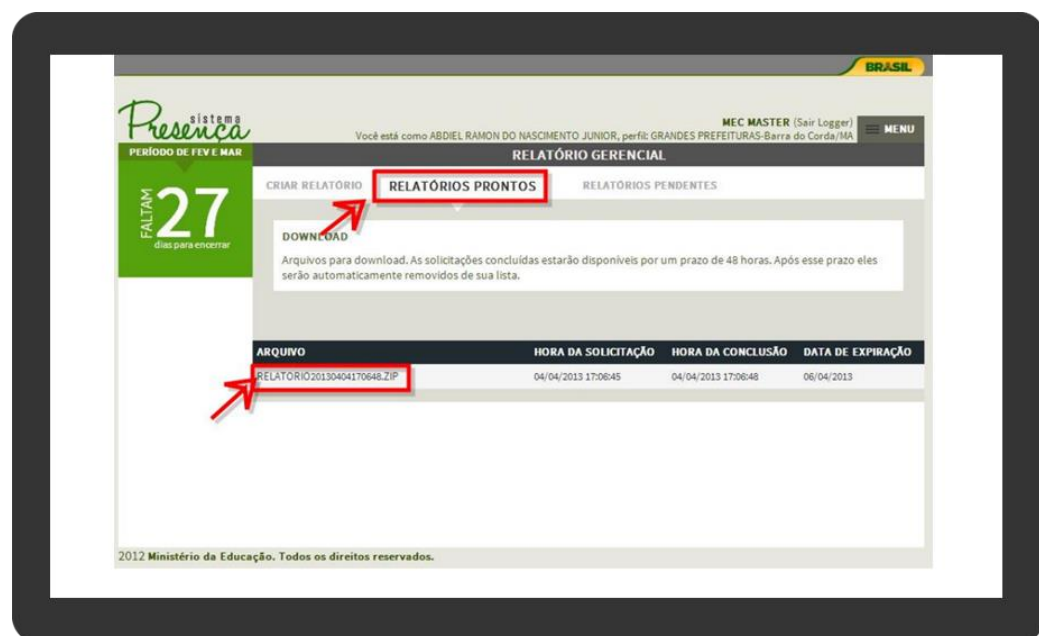 BRASIL
sistema
Presença
MEC MASTER (Sair Logger)
Você está como ABDIEL RAMON DO NASCIMENTO JUNIOR, perfil: GRANDES PREFEITURAS-Barra do Corda/MA
MENU
PERÍODO DE FEV E MAR
RELATÓRIO GERENCIAL
FALTAM
27
dias para encerrar
CRIAR RELATÓRIO RELATÓRIOS PRONTOS RELATÓRIOS PENDENTES
DOWNLOAD
Arquivos para download. As solicitações concluídas estarão disponíveis por um prazo de 48 horas. Após esse prazo eles
serão automaticamente removidos de sua lista.
ARQUIVO HORA DA SOLICITAÇÃO HORA DA CONCLUSÃO DATA DE EXPIRAÇÃO
RELATORIO20130404170648.ZIP 04/04/2013 17:06:45 04/04/2013 17:06:48 06/04/2013
2012 Ministério da Educação. Todos os direitos reservados.